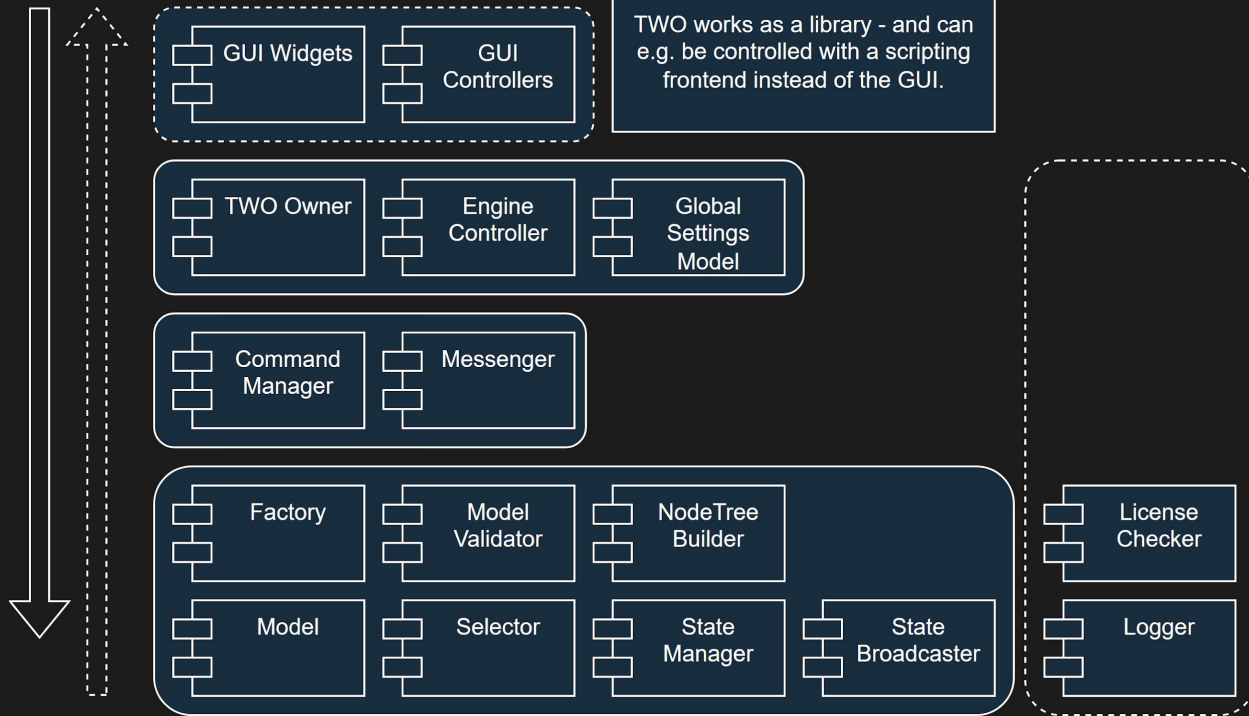 GUI Widgets
GUI
Controllers
TWO works as a library - and can
e.g. be controlled with a scripting
frontend instead of the GUI.
TWO Owner
Engine
Controller
Global
Settings
Model
Command
Manager
Messenger
Factory
Model
Validator
NodeTree
Builder
License
Checker
Model
Selector
State
Manager
State
Broadcaster
Logger